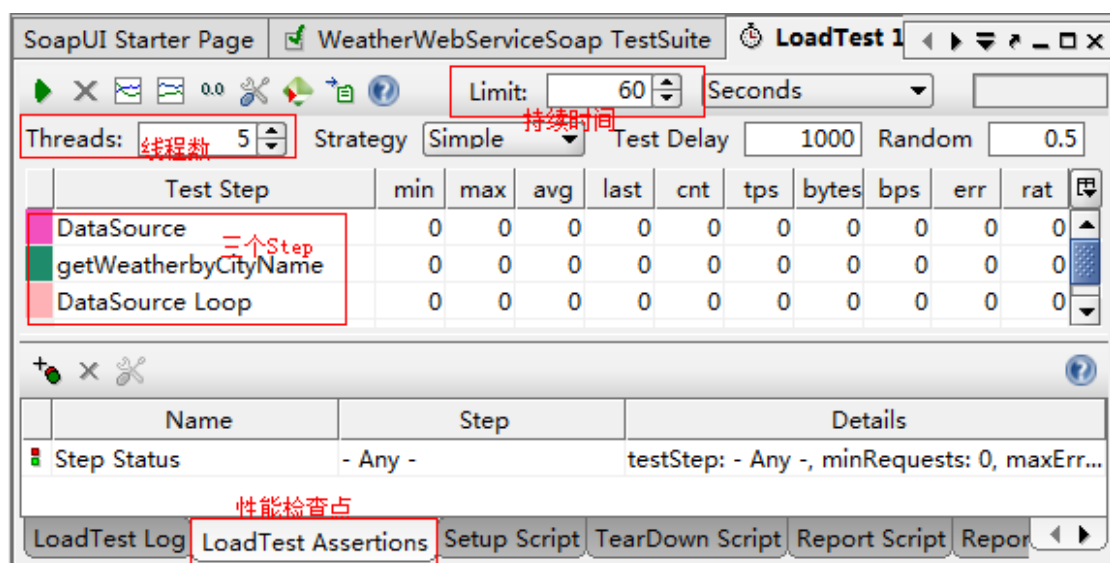 SoapUI Starter Page WeatherWebServiceSoap TestSuite LoadTest 1
0.0 Limit: 60 Seconds
持续时间
Threads: 线程数 5 Strategy Simple Test Delay 1000 Random 0.5
Test Step min max avg last cnt tps bytes bps err rat
DataSource 0 0 0 0 0 0 0 0 0 0
三个Step
getWeatherbyCityName 0 0 0 0 0 0 0 0 0 0
DataSource Loop 0 0 0 0 0 0 0 0 0 0
Name Step Details
Step Status - Any - testStep: - Any -, minRequests: 0, maxErr...
性能检查点
LoadTest Log LoadTest Assertions Setup Script TearDown Script Report Script Repor